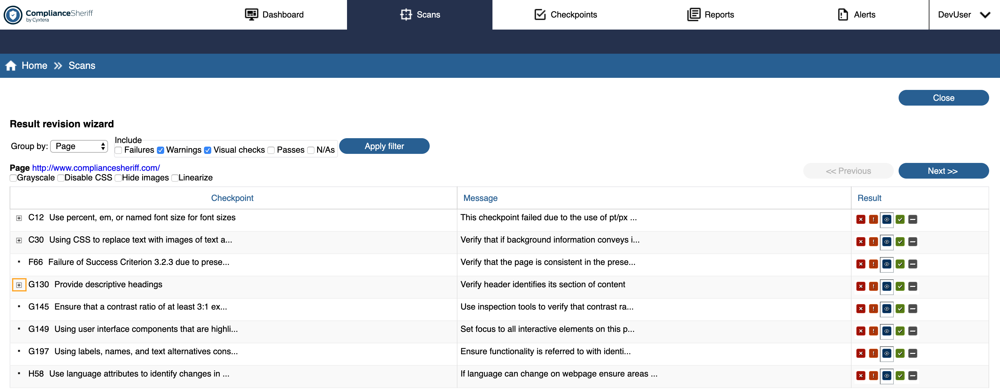 ComplianceSheriff
by Cyxtera
Dashboard
Scans
Checkpoints
Reports
Alerts
DevUser
Home
Scans
Close
Result revision wizard
Group by: Page
Include
Failures Warnings Visual checks Passes N/As
Apply filter
Page http://www.compliancesheriff.com/
Grayscale Disable CSS Hide images Linearize
<< Previous
Next >>
Checkpoint Message Result
C12 Use percent, em, or named font size for font sizes This checkpoint failed due to the use of pt/px ...
C30 Using CSS to replace text with images of text a... Verify that if background information conveys i...
F66 Failure of Success Criterion 3.2.3 due to prese... Verify that the page is consistent in the prese...
G130 Provide descriptive headings Verify header identifies its section of content
G145 Ensure that a contrast ratio of at least 3:1 ex... Use inspection tools to verify that contrast ra...
G149 Using user interface components that are highli... Set focus to all interactive elements on this p...
G197 Using labels, names, and text alternatives cons... Ensure functionality is referred to with identi...
H58 Use language attributes to identify changes in ... If language can change on webpage ensure areas ...